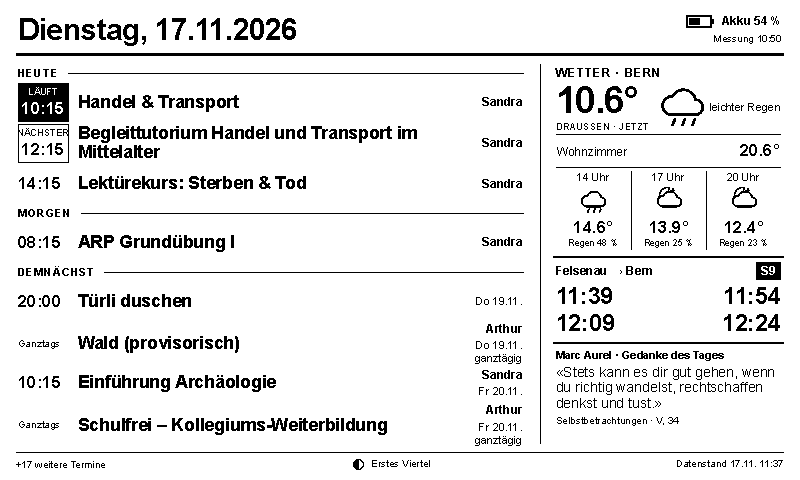 Dienstag, 17.11.2026
Akku 54 %
Messung 10:50
HEUTE
LÄUFT
10:15 Handel & Transport Sandra
NÄCHSTER
12:15 Begleittutorium Handel und Transport im
Mittelalter Sandra
14:15 Lektürekurs: Sterben & Tod Sandra
MORGEN
08:15 ARP Grundübung I Sandra
DEMNÄCHST
20:00 Türli duschen Do 19.11.
Ganztags Wald (provisorisch) Arthur
Do 19.11.
ganztägig
10:15 Einführung Archäologie Sandra
Fr 20.11.
Ganztags Schulfrei – Kollegiums-Weiterbildung Arthur
Fr 20.11.
ganztägig
WETTER · BERN
10.6° leichter Regen
DRAUSSEN · JETZT
Wohnzimmer 20.6°
14 Uhr 17 Uhr 20 Uhr
14.6° 13.9° 12.4°
Regen 48 % Regen 25 % Regen 23 %
Felsenau › Bern S9
11:39 11:54
12:09 12:24
Marc Aurel · Gedanke des Tages
«Stets kann es dir gut gehen, wenn
du richtig wandelst, rechtschaffen
denkst und tust.»
Selbstbetrachtungen · V, 34
+17 weitere Termine
Erstes Viertel
Datenstand 17.11. 11:37